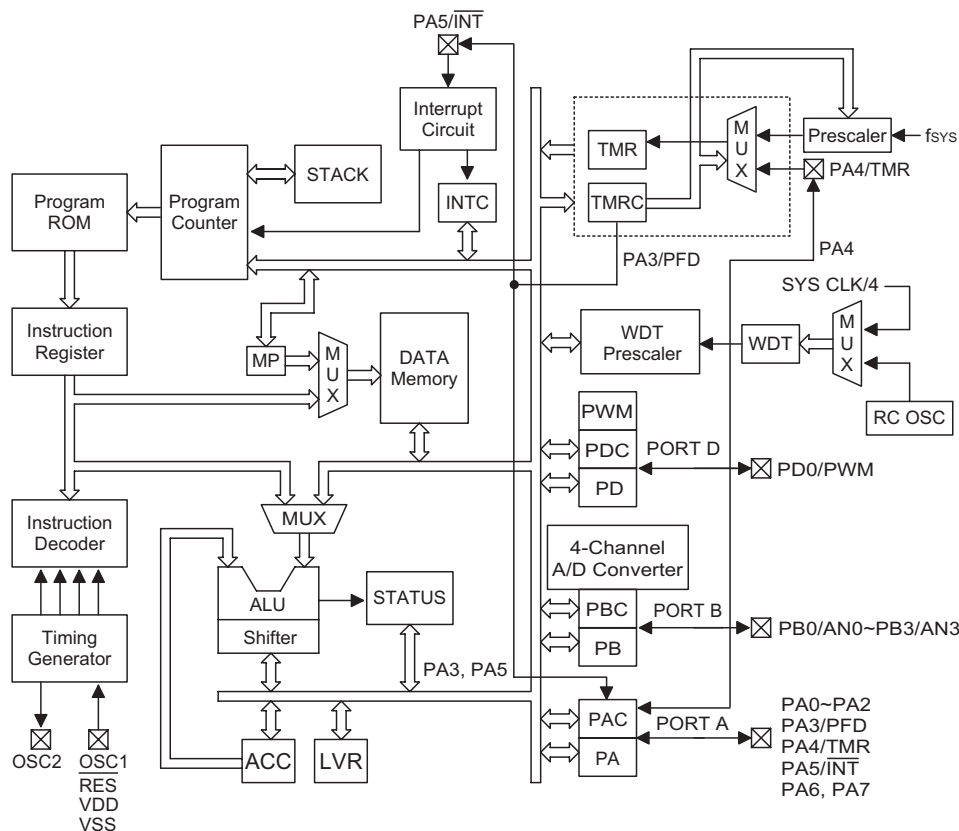 PA5/INT
Interrupt
Circuit
INTC
STACK
Program
Counter
Program
ROM
Instruction
Register
MP
M
U
X
DATA
Memory
MUX
Instruction
Decoder
Timing
Generator
OSC2
OSC1
RES
VDD
VSS
ALU
Shifter
STATUS
ACC
LVR
PA3, PA5
TMR
TMRC
M
U
X
Prescaler
fSYS
PA4/TMR
PA3/PFD
PA4
SYS CLK/4
WDT
Prescaler
WDT
M
U
X
RC OSC
PWM
PDC
PD
PORT D
PD0/PWM
4-Channel
A/D Converter
PBC
PB
PORT B
PB0/AN0~PB3/AN3
PAC
PA
PORT A
PA0~PA2
PA3/PFD
PA4/TMR
PA5/INT
PA6, PA7